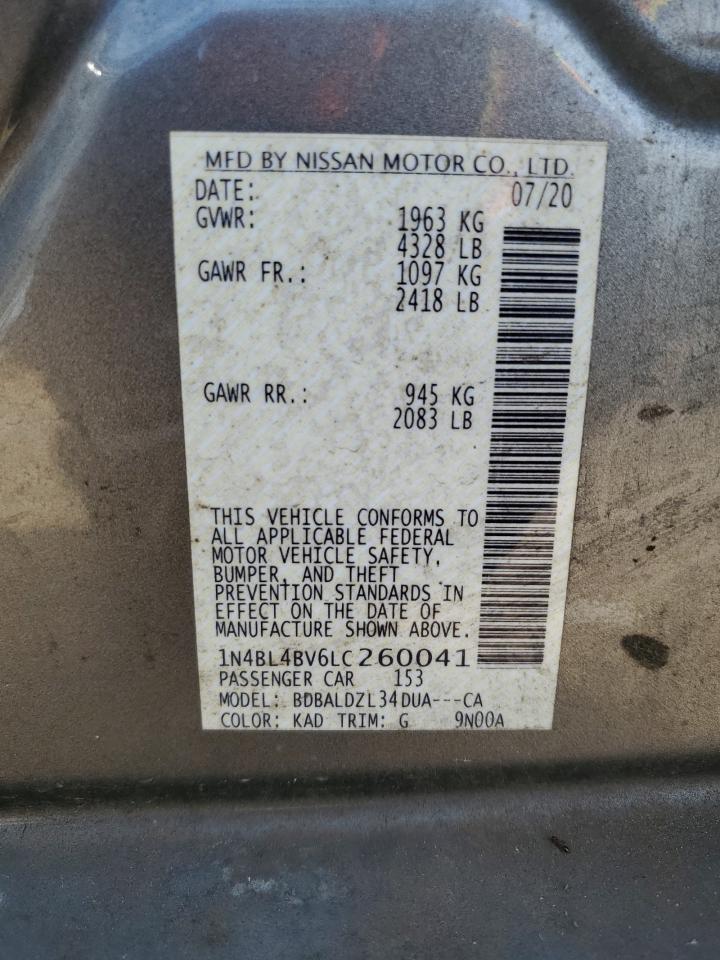 MFD BY NISSAN MOTOR CO., LTD.
DATE: 07/20
GVWR: 1963 KG
4328 LB
GAWR FR.: 1097 KG
2418 LB
GAWR RR.: 945 KG
2083 LB
THIS VEHICLE CONFORMS TO
ALL APPLICABLE FEDERAL
MOTOR VEHICLE SAFETY,
BUMPER, AND THEFT
PREVENTION STANDARDS IN
EFFECT ON THE DATE OF
MANUFACTURE SHOWN ABOVE.
1N4BL4BV6LC260041
PASSENGER CAR 153
MODEL: BDBALDZL34DUA---CA
COLOR: KAD TRIM: G 9N00A